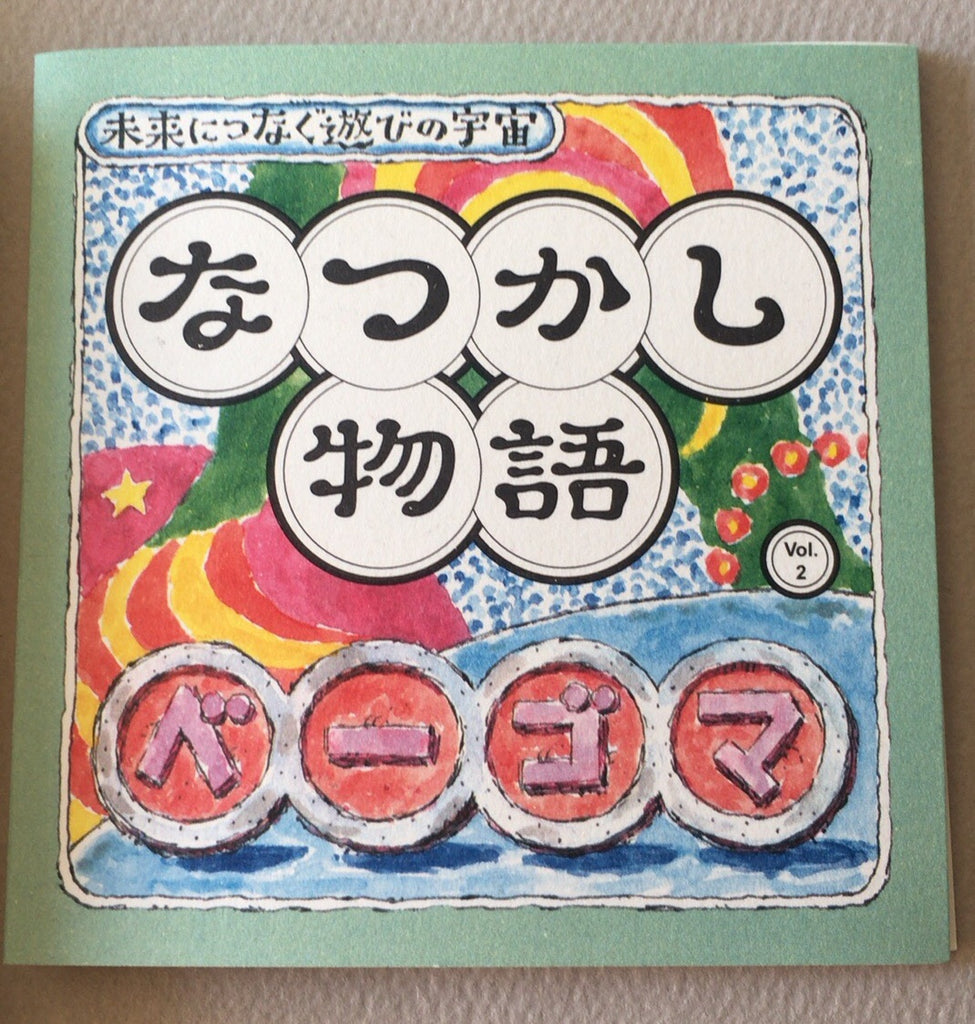 未来につなぐ遊びの宇宙
なつかし
物語
Vol.
2
ベーゴマ